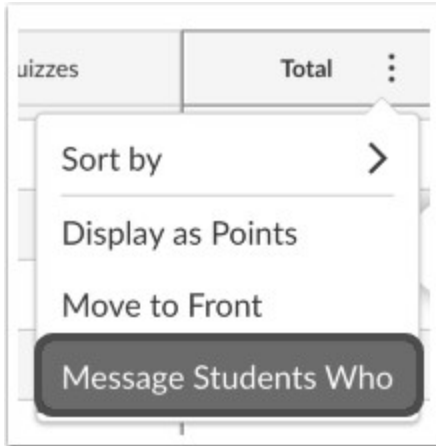 uizzes Total
Sort by
Display as Points
Move to Front
Message Students Who